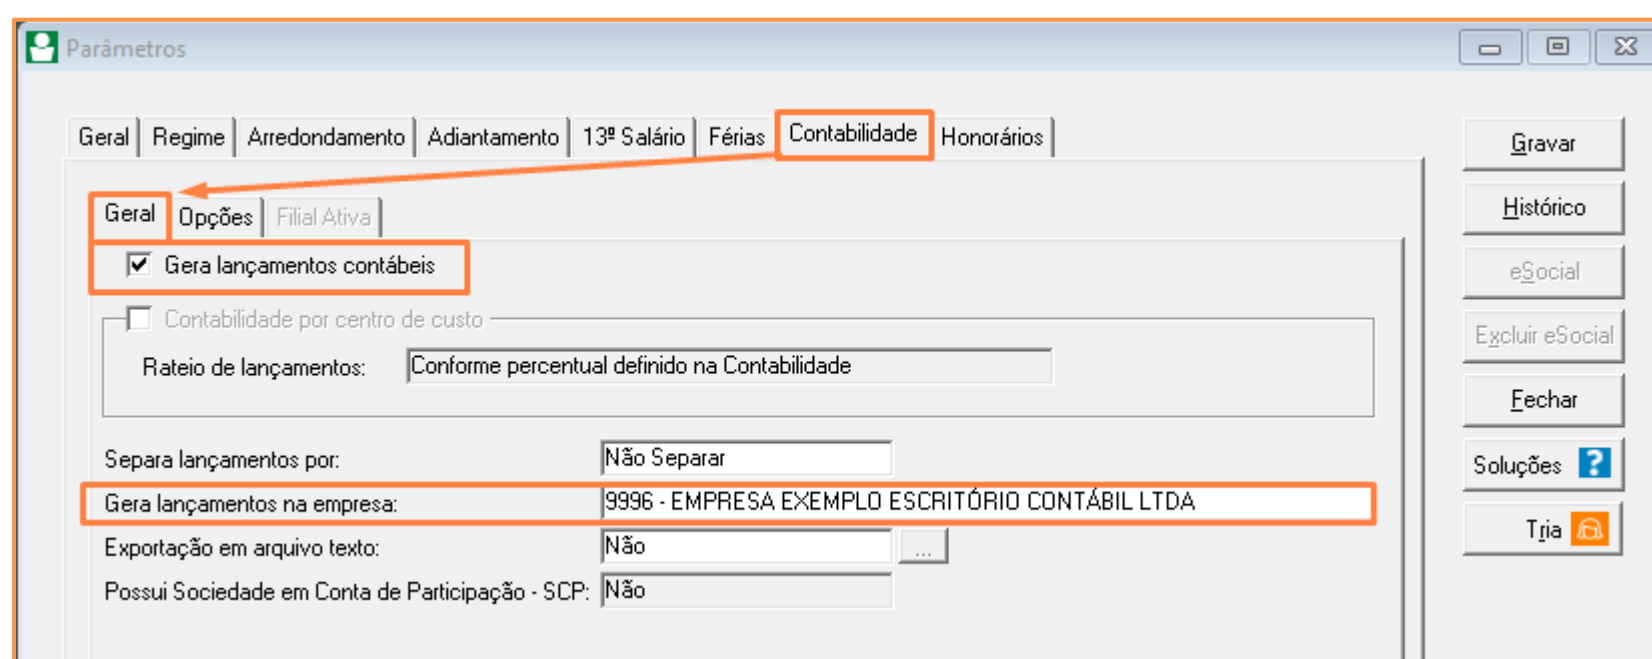 Parâmetros
Geral Regime Arredondamento Adiantamento 13º Salário Férias Contabilidade Honorários
Gravar
Geral Opções Filial Ativa
Histórico
Gera lançamentos contábeis
eSocial
Contabilidade por centro de custo
Excluir eSocial
Rateio de lançamentos: Conforme percentual definido na Contabilidade
Fechar
Separa lançamentos por: Não Separar
Soluções ?
Gera lançamentos na empresa: 9996 - EMPRESA EXEMPLO ESCRITÓRIO CONTÁBIL LTDA
Tria
Exportação em arquivo texto: Não ...
Possui Sociedade em Conta de Participação - SCP: Não